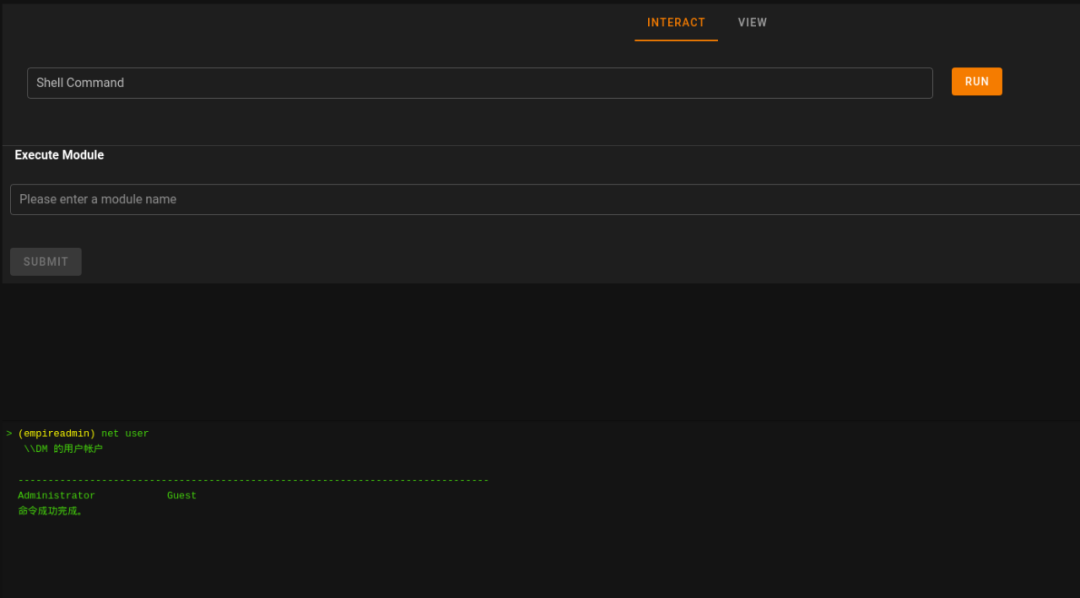 INTERACT VIEW
Shell Command RUN
Execute Module
Please enter a module name
SUBMIT
> (empireadmin) net user
\\DM 的用户帐户
-------------------------------------------------------------------------------
Administrator Guest
命令成功完成。